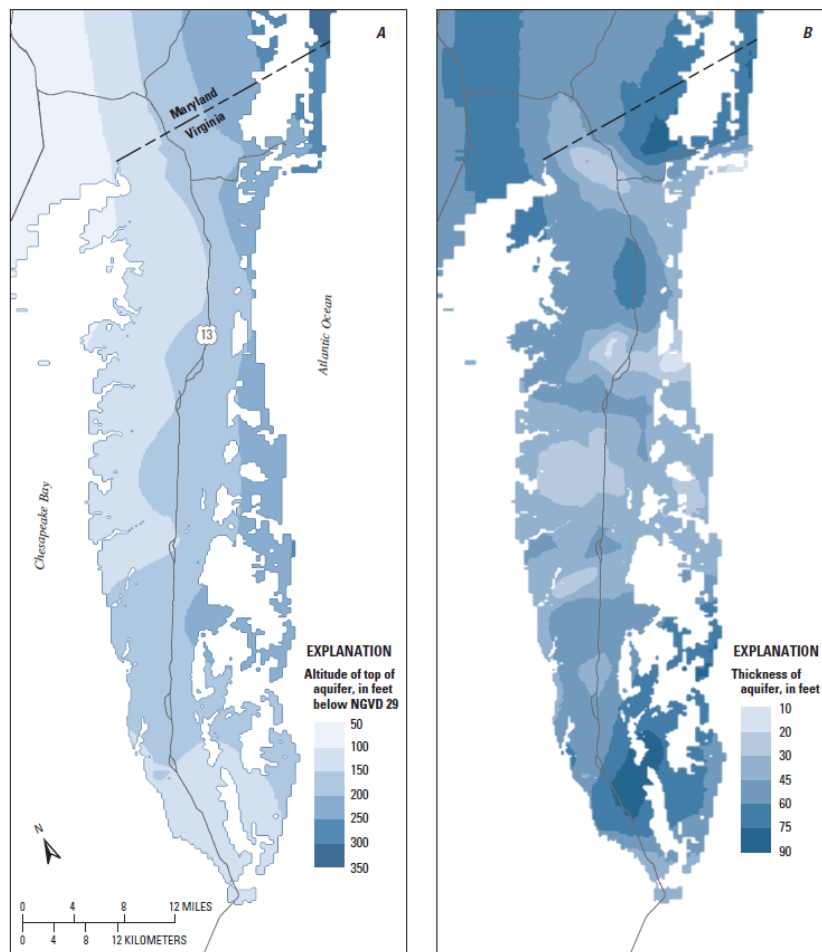 A
Maryland
Virginia
13
Atlantic Ocean
Chesapeake Bay
EXPLANATION
Altitude of top of
aquifer, in feet
below NGVD 29
50
100
150
200
250
300
350
N
0 4 8 12 MILES
0 4 8 12 KILOMETERS
B
EXPLANATION
Thickness of
aquifer, in feet
10
20
30
45
60
75
90